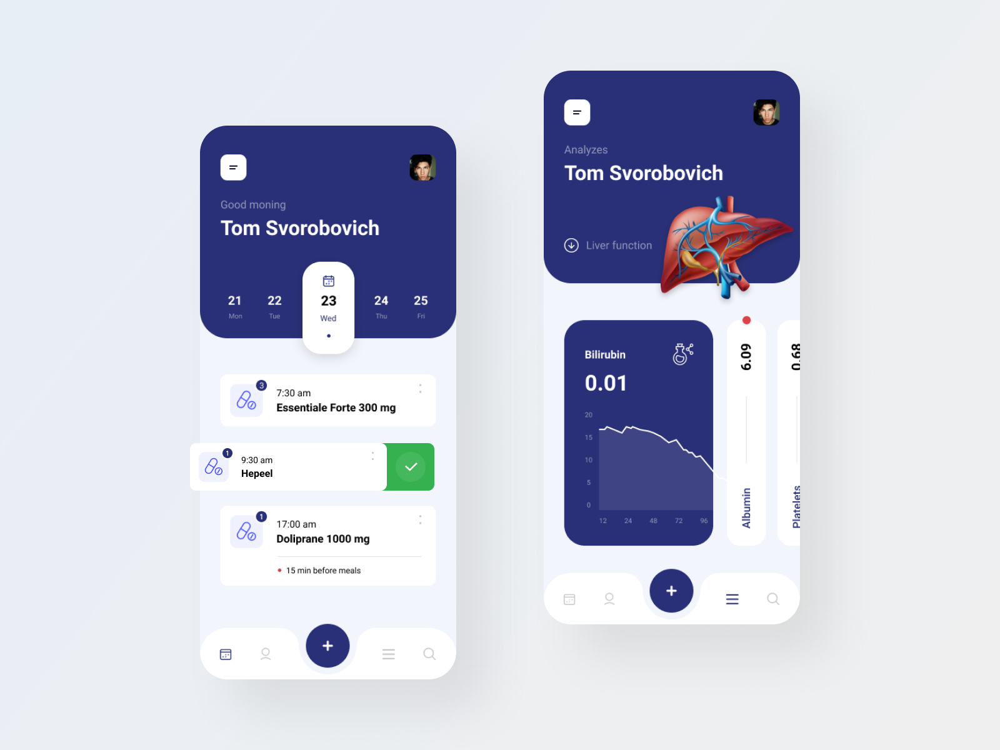 Good moning
Tom Svorobovich
21 22 23 24 25
Mon Tue Wed Thu Fri
3
7:30 am
Essentiale Forte 300 mg
1
9:30 am
Hepeel
1
17:00 am
Doliprane 1000 mg
15 min before meals
Analyzes
Tom Svorobovich
Liver function
Bilirubin
0.01
20
15
10
5
0
12 24 48 72 96
6.09
Albumin
0.68
Platelets